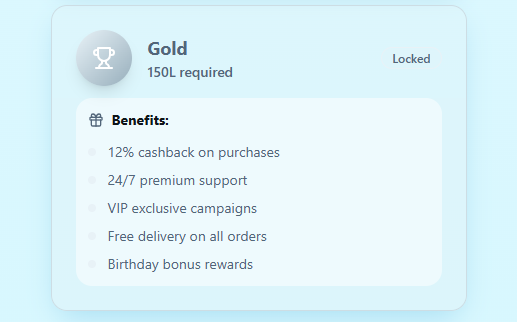 Gold
150L required
Locked
Benefits:
12% cashback on purchases
24/7 premium support
VIP exclusive campaigns
Free delivery on all orders
Birthday bonus rewards